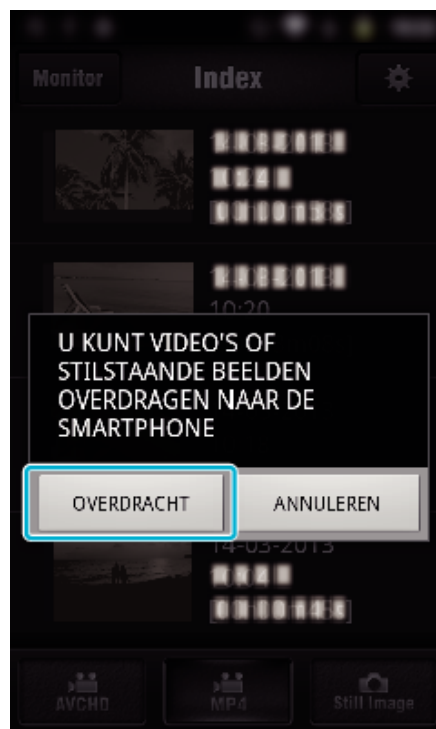 Monitor
Index
10:20
U KUNT VIDEO'S OF
STILSTAANDE BEELDEN
OVERDRAGEN NAAR DE
SMARTPHONE
OVERDRACHT
ANNULEREN
14-03-2013
AVCHD
MP4
Still Image